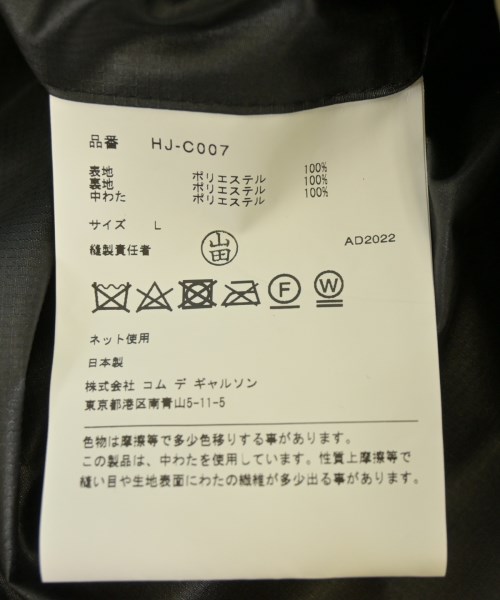 品番 HJ-C007
表地 ポリエステル 100%
裏地 ポリエステル 100%
中わた ポリエステル 100%
サイズ L
縫製責任者 山田 AD2022
F W
ネット使用
日本製
株式会社 コム デ ギャルソン
東京都港区南青山5-11-5
色物は摩擦等で多少色移りする事があります。
この製品は、中わたを使用しています。性質上摩擦等で
縫い目や生地表面にわたの繊維が多少出る事があります。